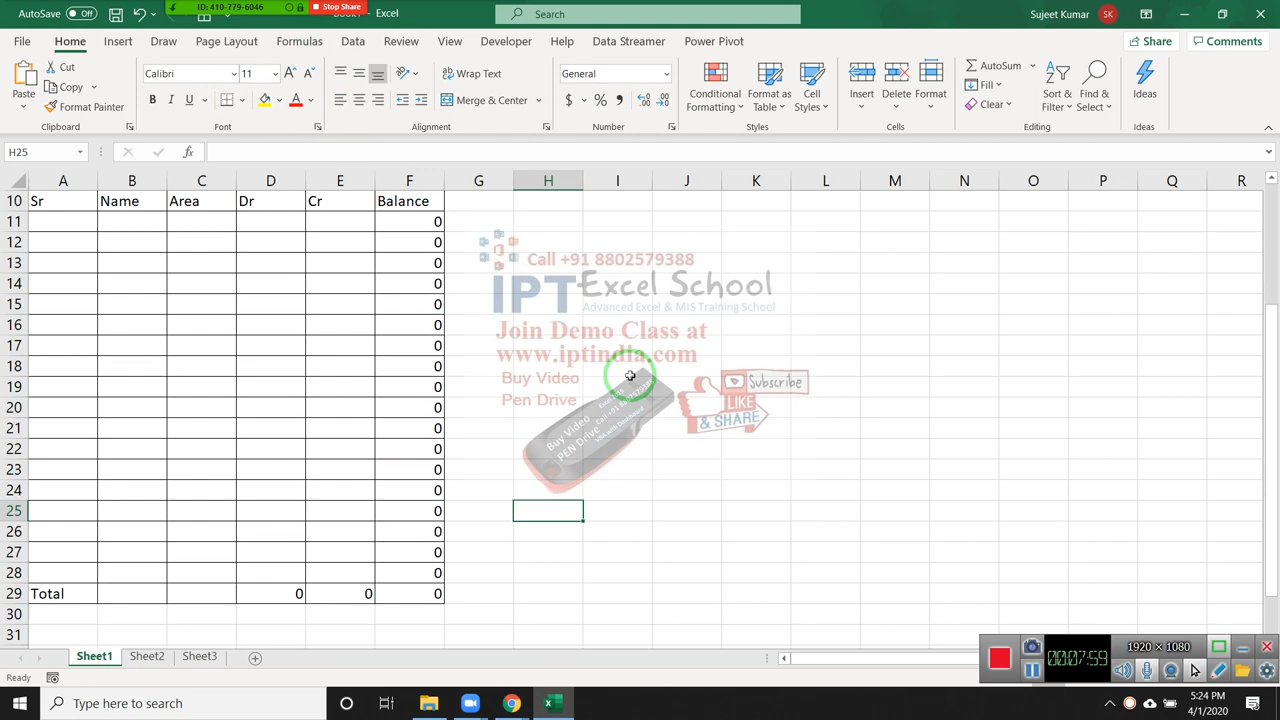 AutoSave Off Book1 - Excel Search Sujeet Kumar SK
ID: 410-779-6046 Stop Share
File Home Insert Draw Page Layout Formulas Data Review View Developer Help Data Streamer Power Pivot Share Comments
Paste Cut Copy Format Painter
Calibri 11
B I U
Wrap Text
Merge & Center
General
$ % ,
Conditional Formatting Format as Table Cell Styles
Insert Delete Format
AutoSum Fill Clear
Sort & Filter Find & Select Ideas
Clipboard Font Alignment Number Styles Cells Editing Ideas
H25 fx
A B C D E F G H I J K L M N O P Q R
10 Sr Name Area Dr Cr Balance
11 0
12 0
13 0
14 0
15 0
16 0
17 0
18 0
19 0
20 0
21 0
22 0
23 0
24 0
25 0
26 0
27 0
28 0
29 Total 0 0 0
30
31
Call +91 8802579388
IPT Excel School
Advanced Excel & MIS Training School
Join Demo Class at
www.iptindia.com
Buy Video
Pen Drive
Subscribe
LIKE
& SHARE
Buy Video
PEN Drive
Sheet1 Sheet2 Sheet3
Ready
1920 × 1080
00:07:59
Type here to search
5:24 PM
4/1/2020